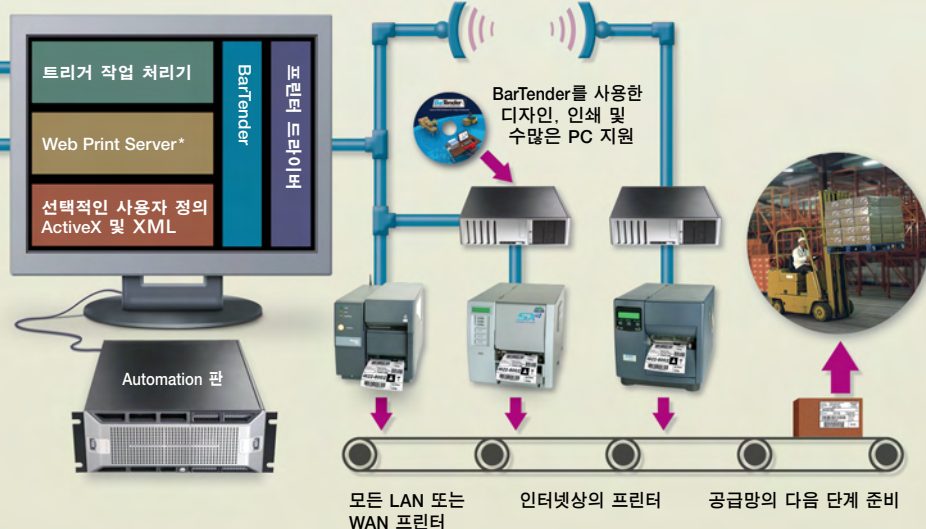 트리거 작업 처리기
Web Print Server*
선택적인 사용자 정의
ActiveX 및 XML
BarTender
프린터 드라이버
BarTender를 사용한
디자인, 인쇄 및
수많은 PC 지원
BarTender
Automation 판
모든 LAN 또는
WAN 프린터
인터넷상의 프린터
공급망의 다음 단계 준비